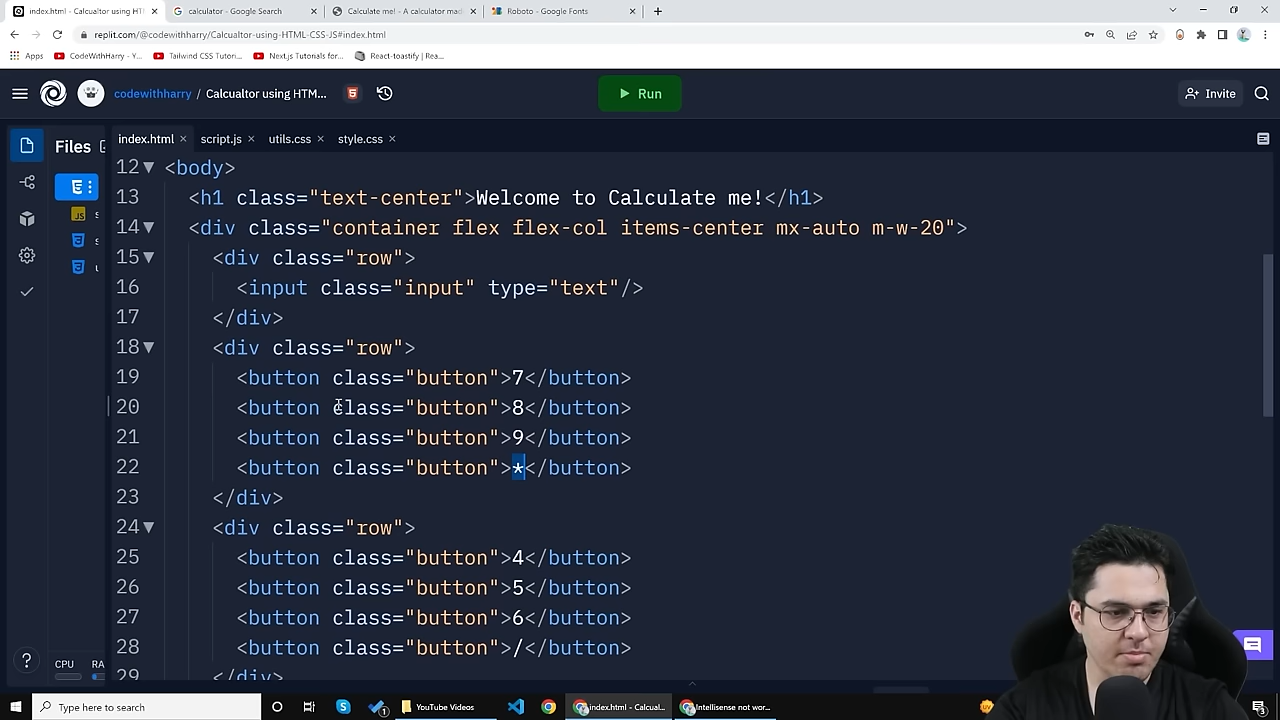 index.html - Calcualtor using HTM
calculator - Google Search
Calculate me! - A calculator mad
Roboto - Google Fonts
replit.com/@codewithharry/Calcualtor-using-HTML-CSS-JS#index.html
Apps
CodeWithHarry - Y...
Tailwind CSS Tutori...
Next.js Tutonals for...
React-toastify | Rea...
codewithharry / Calcualtor using HTM...
Run
Invite
Files
index.html
script.js
utils.css
style.css
12 <body>
13 <h1 class="text-center">Welcome to Calculate me!</h1>
14 <div class="container flex flex-col items-center mx-auto m-w-20">
15 <div class="row">
16 <input class="input" type="text"/>
17 </div>
18 <div class="row">
19 <button class="button">7</button>
20 <button class="button">8</button>
21 <button class="button">9</button>
22 <button class="button">*</button>
23 </div>
24 <div class="row">
25 <button class="button">4</button>
26 <button class="button">5</button>
27 <button class="button">6</button>
28 <button class="button">/</button>
29 </div>
CPU
RA
Type here to search
YouTube Videos
index.html - Calcual...
Intellisense not wor...